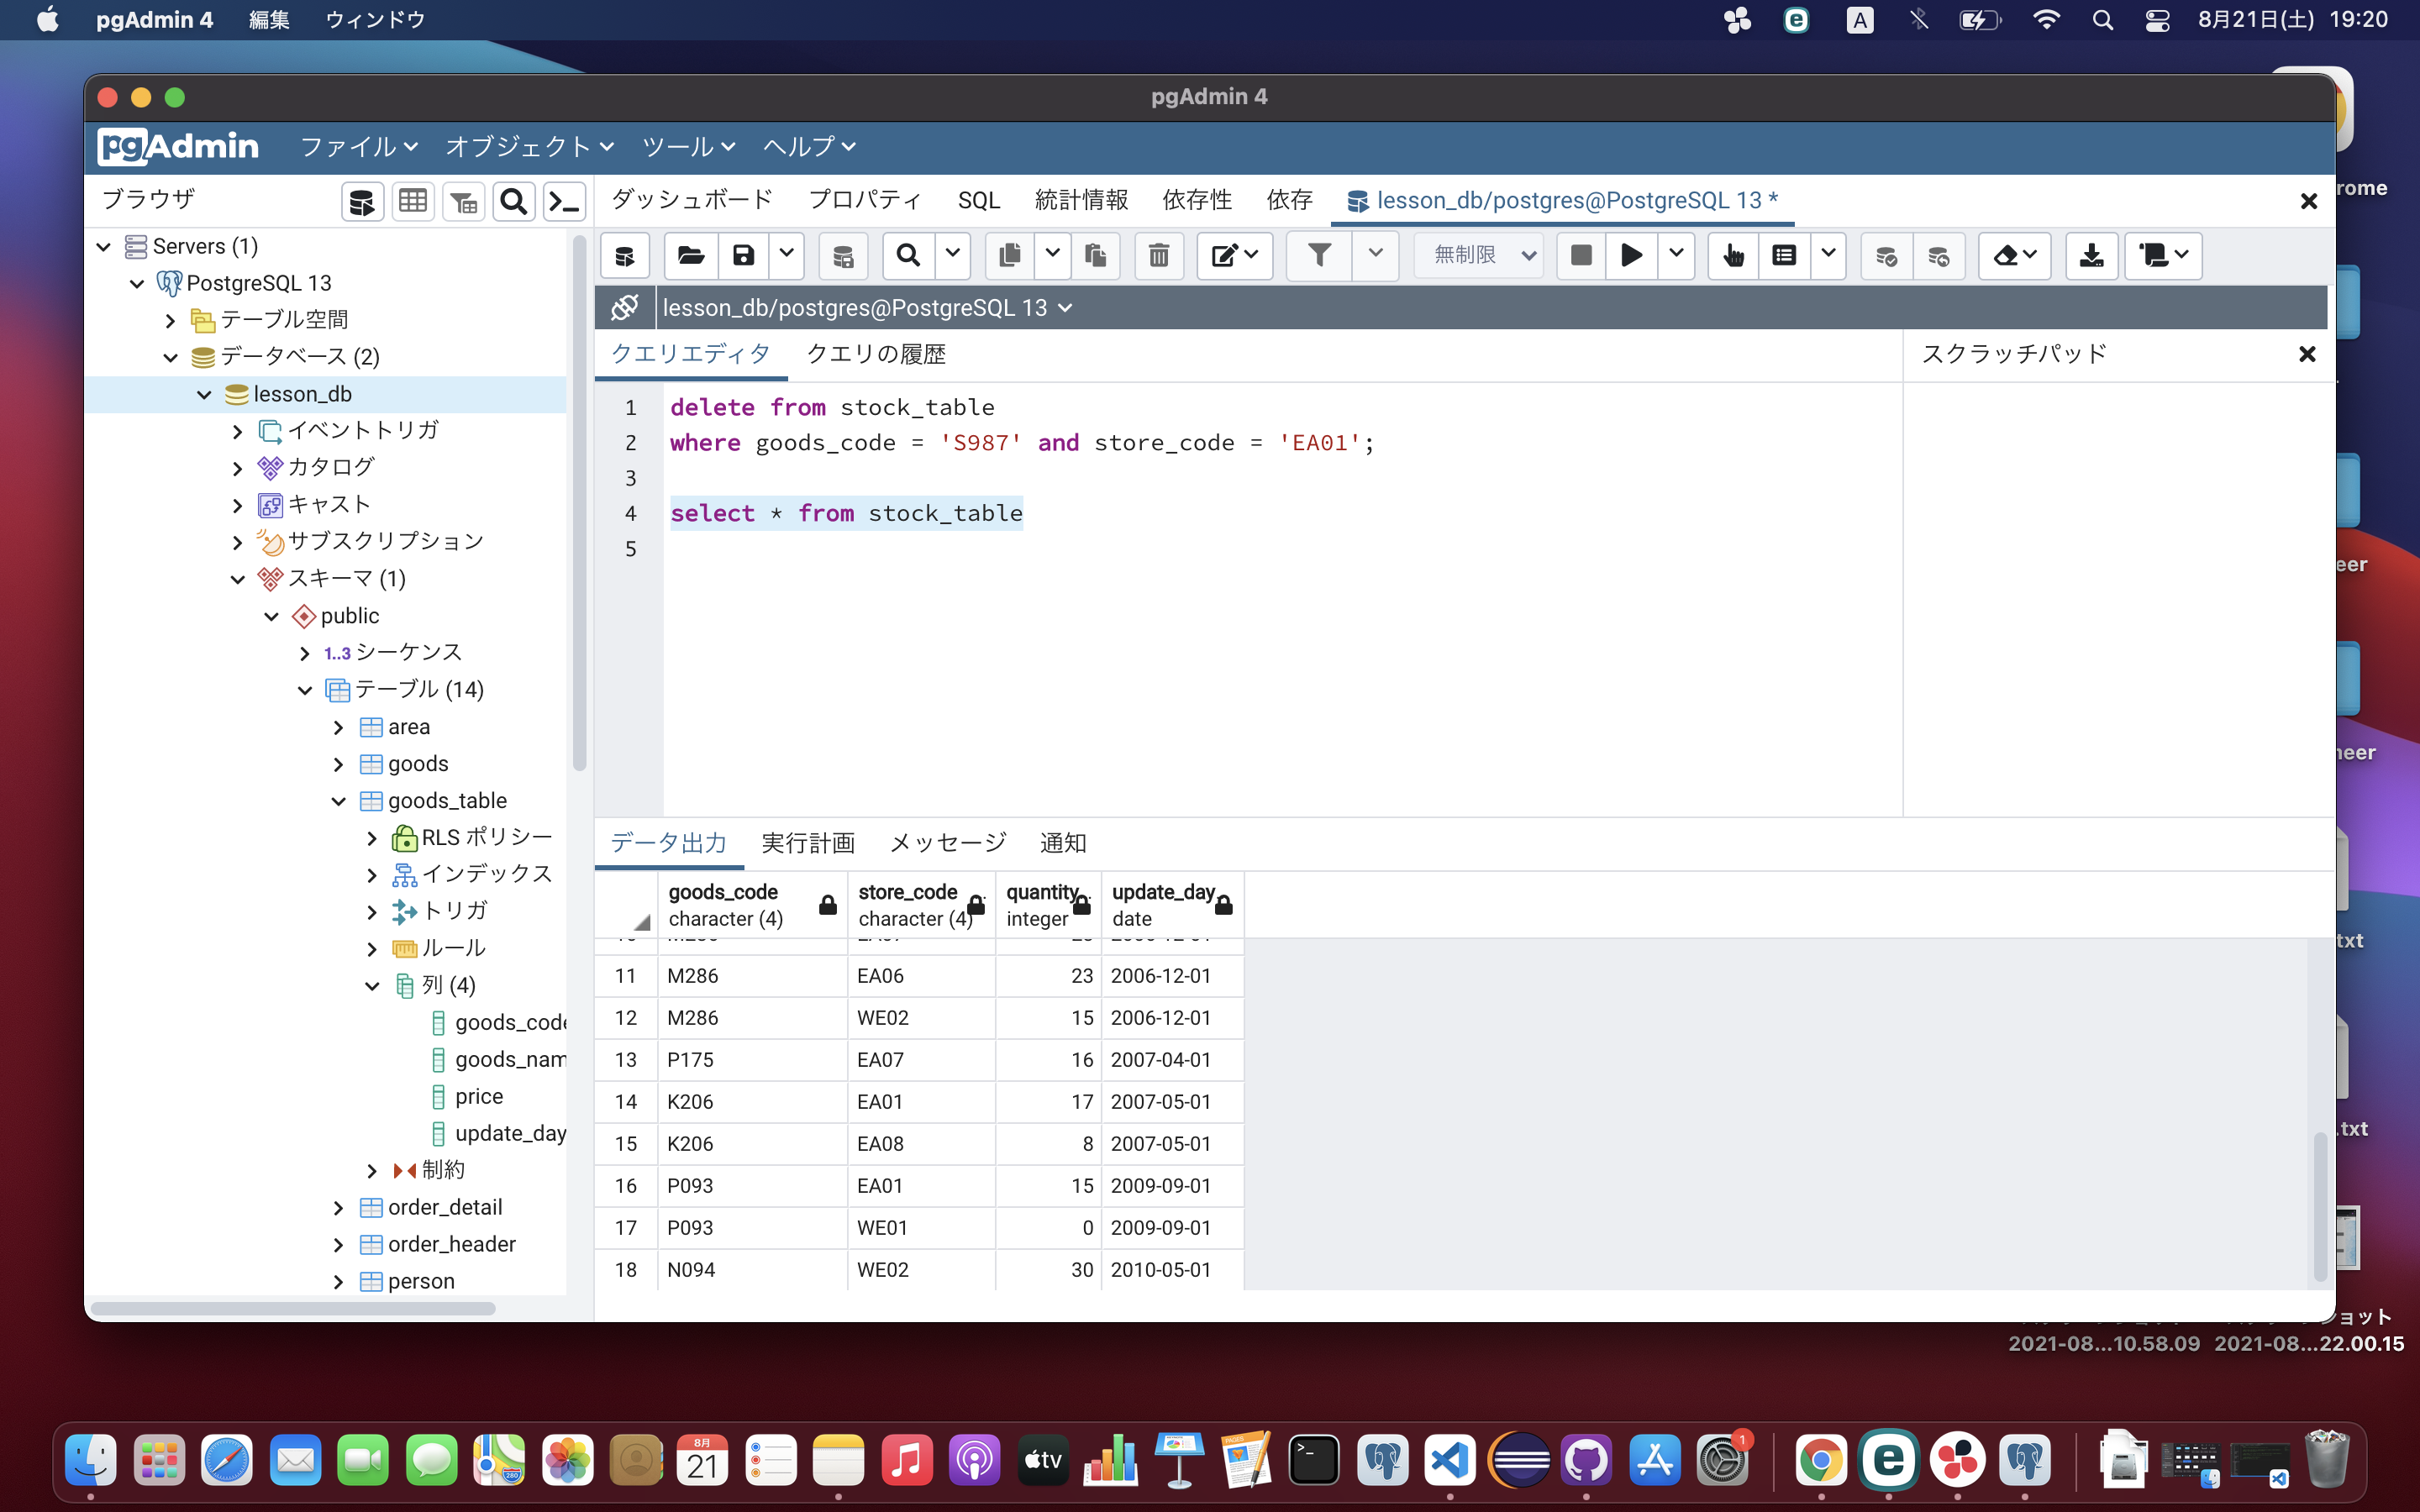 pgAdmin 4 編集 ウィンドウ A 8月21日(土) 19:20
pgAdmin 4
pgAdmin ファイル オブジェクト ツール ヘルプ
ブラウザ
ダッシュボード プロパティ SQL 統計情報 依存性 依存 lesson_db/postgres@PostgreSQL 13 *
無制限
lesson_db/postgres@PostgreSQL 13
クエリエディタ クエリの履歴 スクラッチパッド
Servers (1)
PostgreSQL 13
テーブル空間
データベース (2)
lesson_db
イベントトリガ
カタログ
キャスト
サブスクリプション
スキーマ (1)
public
1..3 シーケンス
テーブル (14)
area
goods
goods_table
RLS ポリシー
インデックス
トリガ
ルール
列 (4)
goods_code
goods_nam
price
update_day
制約
order_detail
order_header
person
1 delete from stock_table
2 where goods_code = 'S987' and store_code = 'EA01';
3
4 select * from stock_table
5
データ出力 実行計画 メッセージ 通知
goods_code store_code quantity update_day
character (4) character (4) integer date
11 M286 EA06 23 2006-12-01
12 M286 WE02 15 2006-12-01
13 P175 EA07 16 2007-04-01
14 K206 EA01 17 2007-05-01
15 K206 EA08 8 2007-05-01
16 P093 EA01 15 2009-09-01
17 P093 WE01 0 2009-09-01
18 N094 WE02 30 2010-05-01
rome
eer
neer
txt
.txt
ョット
2021-08...10.58.09 2021-08...22.00.15
8月
21
280
tv
PAGES
1